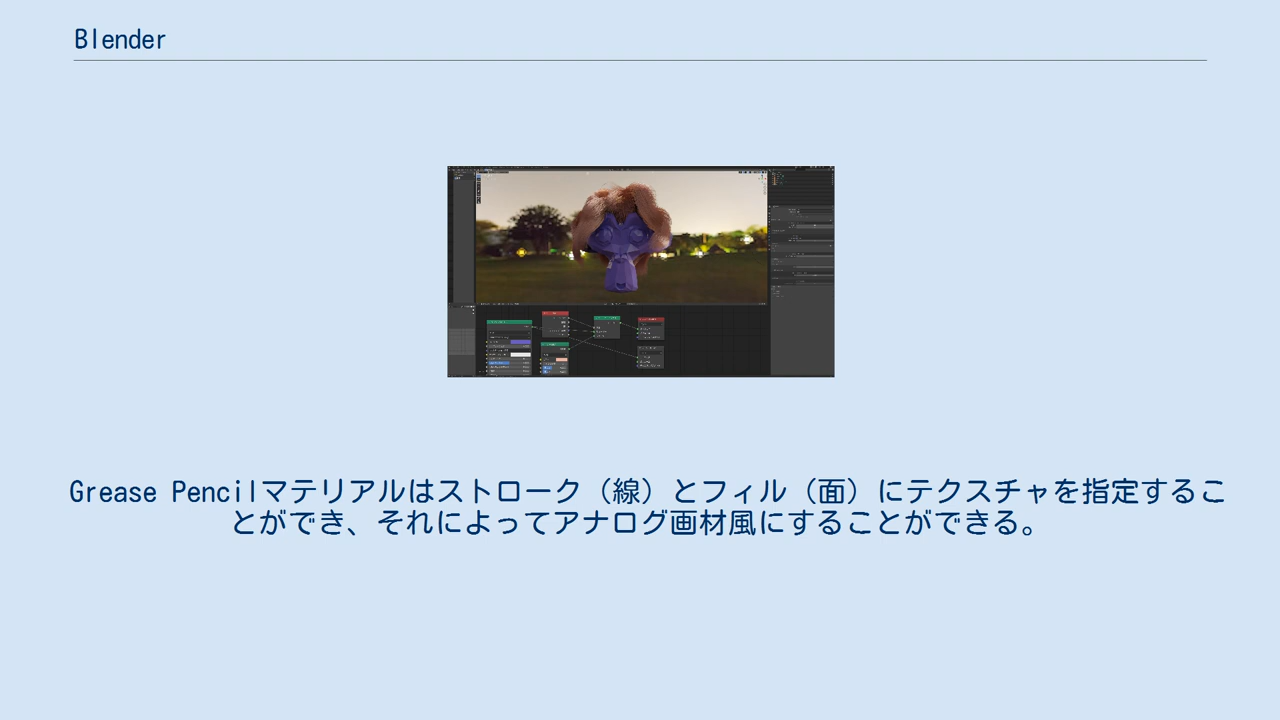 Blender
Grease Pencilマテリアルはストローク（線）とフィル（面）にテクスチャを指定するこ
とができ、それによってアナログ画材風にすることができる。